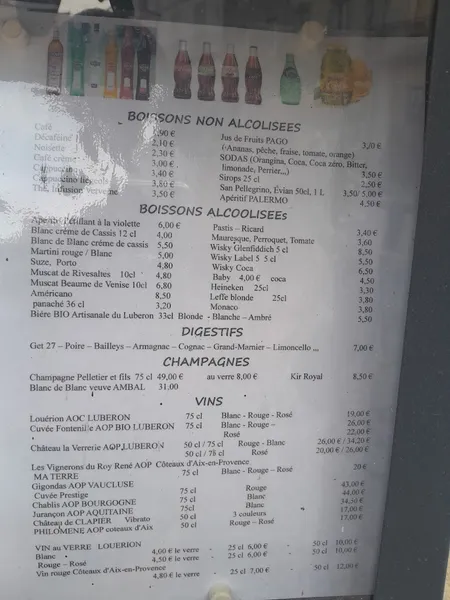 BOISSONS NON ALCOLISEES
Café ,90 €
Décaféiné 2,10 €
Noisette 2,30 €
Café crème 3,00 €
Cappuccino 3,40 €
3,80 €
Thé, Infusion Verveine 3,50 €
Jus de Fruits PAGO
(Ananas, pêche, fraise, tomate, orange)
SODAS (Orangina, Coca, Coca zéro, Bitter,
limonade, Perrier,,,, 3,50 €
Sirops 25 cl 2,50 €
San Pellegrino, Évian 50cl, 1 L 3,50/ 5,00 €
Apéritif PALERMO 4,50 €
BOISSONS ALCOOLISEES
Pétillant à la violette 6,00 €
Blanc crème de Cassis 12 cl 4,00
Blanc de Blanc crème de cassis 5,50
Martini rouge / Blanc 5,00
Suze, Porto 4,80
Muscat de Rivesaltes 10cl 4,80
Muscat Beaume de Venise 10cl 6,80
Américano 8,50
panaché 36 cl 3,20
Pastis – Ricard 3,40 €
Mauresque, Perroquet, Tomate 3,60
Wisky Glenfiddich 5 cl 8,50
Wisky Label 5 5 cl 5,50
Wisky Coca 6,50
Baby 4,00 € coca 4,50
Heineken 25cl 3,30
Leffe blonde 25cl 3,80
Monaco 3,80
Bière BIO Artisanale du Luberon 33cl Blonde - Blanche – Ambré 5,50
DIGESTIFS
Get 27 – Poire – Bailleys – Armagnac – Cognac – Grand-Marnier – Limoncello ,,, 7,00 €
CHAMPAGNES
Champagne Pelletier et fils 75 cl 49,00 € au verre 8,00 € Kir Royal 8,50 €
Blanc de Blanc veuve AMBAL 31,00
VINS
Louérion AOC LUBERON 75 cl Blanc - Rouge - Rosé 19,00 €
Cuvée Fontenille AOP BIO LUBERON 75 cl Blanc - Rouge – 26,00 €
Rosé 22,00 €
Château la Verrerie AOP LUBERON 50 cl / 75 cl Rouge - Blanc 26,00 € / 34,20 €
50 cl / 75 cl Rosé 20,00 € / 26,00 €
Les Vignerons du Roy René AOP Côteaux d'Aix-en-Provence
MA TERRE 75 cl Blanc – Rouge – Rosé 20 €
Gigondas AOP VAUCLUSE Rouge 43,00 €
Cuvée Prestige 75 cl Blanc 44,00 €
Chablis AOP BOURGOGNE 75 cl Blanc
Jurançon AOP AQUITAINE 75cl 3 couleurs 17,00 €
Château de CLAPIER Vibrato 50 cl Rouge – Rosé 17,00 €
PHILOMENE AOP coteaux d'Aix 50 cl
VIN au VERRE LOUERION
Blanc 4,00 € le verre - 25 cl 6,00 € - 50 cl 10,00 €
Rouge – Rosé 4,50 € le verre - 25 cl 6,00 € - 50 cl 10,00 €
Vin rouge Côteaux d'Aix-en-Provence 4,80 € le verre - 25 cl 7,00 € - 50 cl 12,00 €